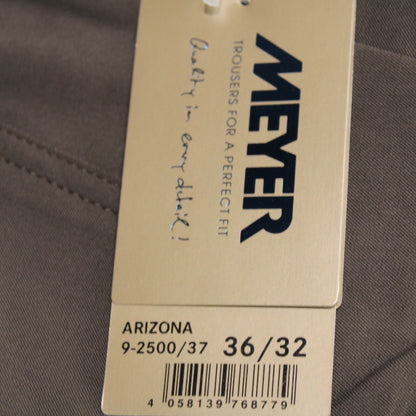 MEYER
TROUSERS FOR A PERFECT FIT
Quality in every detail!
ARIZONA
9-2500/37 36/32
4 058139 768779